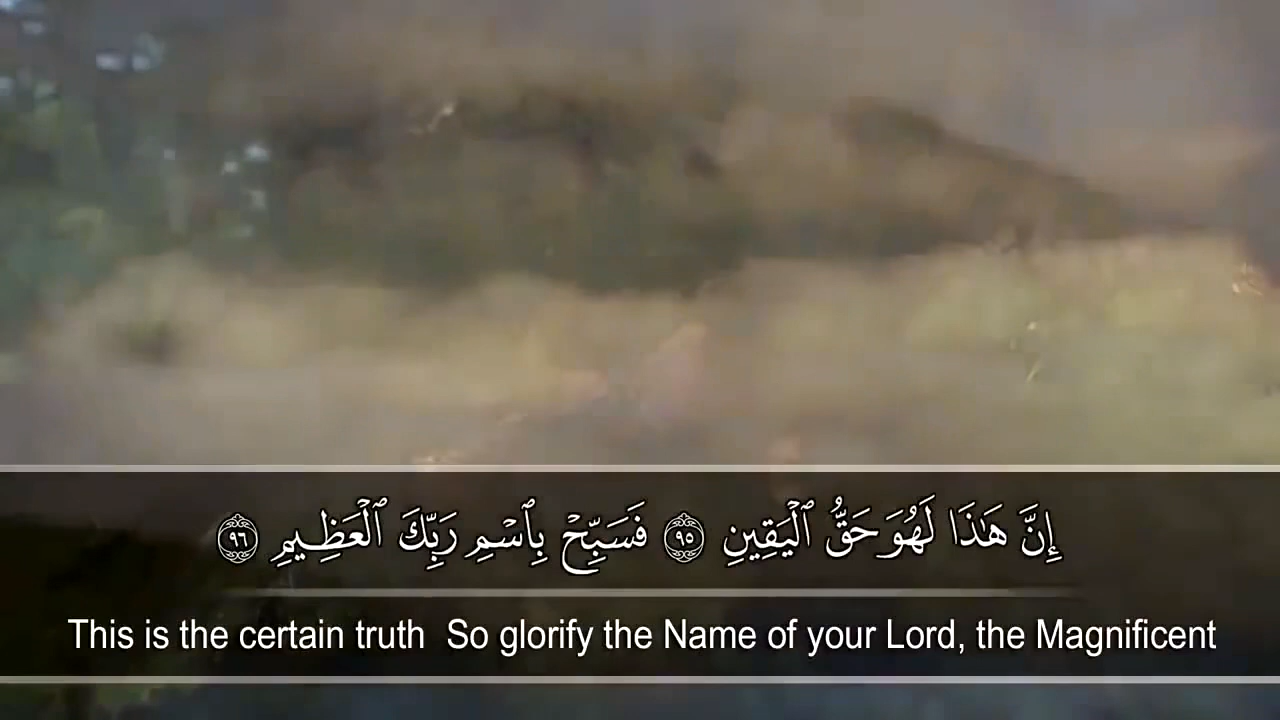 إِنَّ هَٰذَا لَهُوَ حَقُّ ٱلْيَقِينِ ۝٩٥ فَسَبِّحْ بِٱسْمِ رَبِّكَ ٱلْعَظِيمِ ۝٩٦
This is the certain truth  So glorify the Name of your Lord, the Magnificent